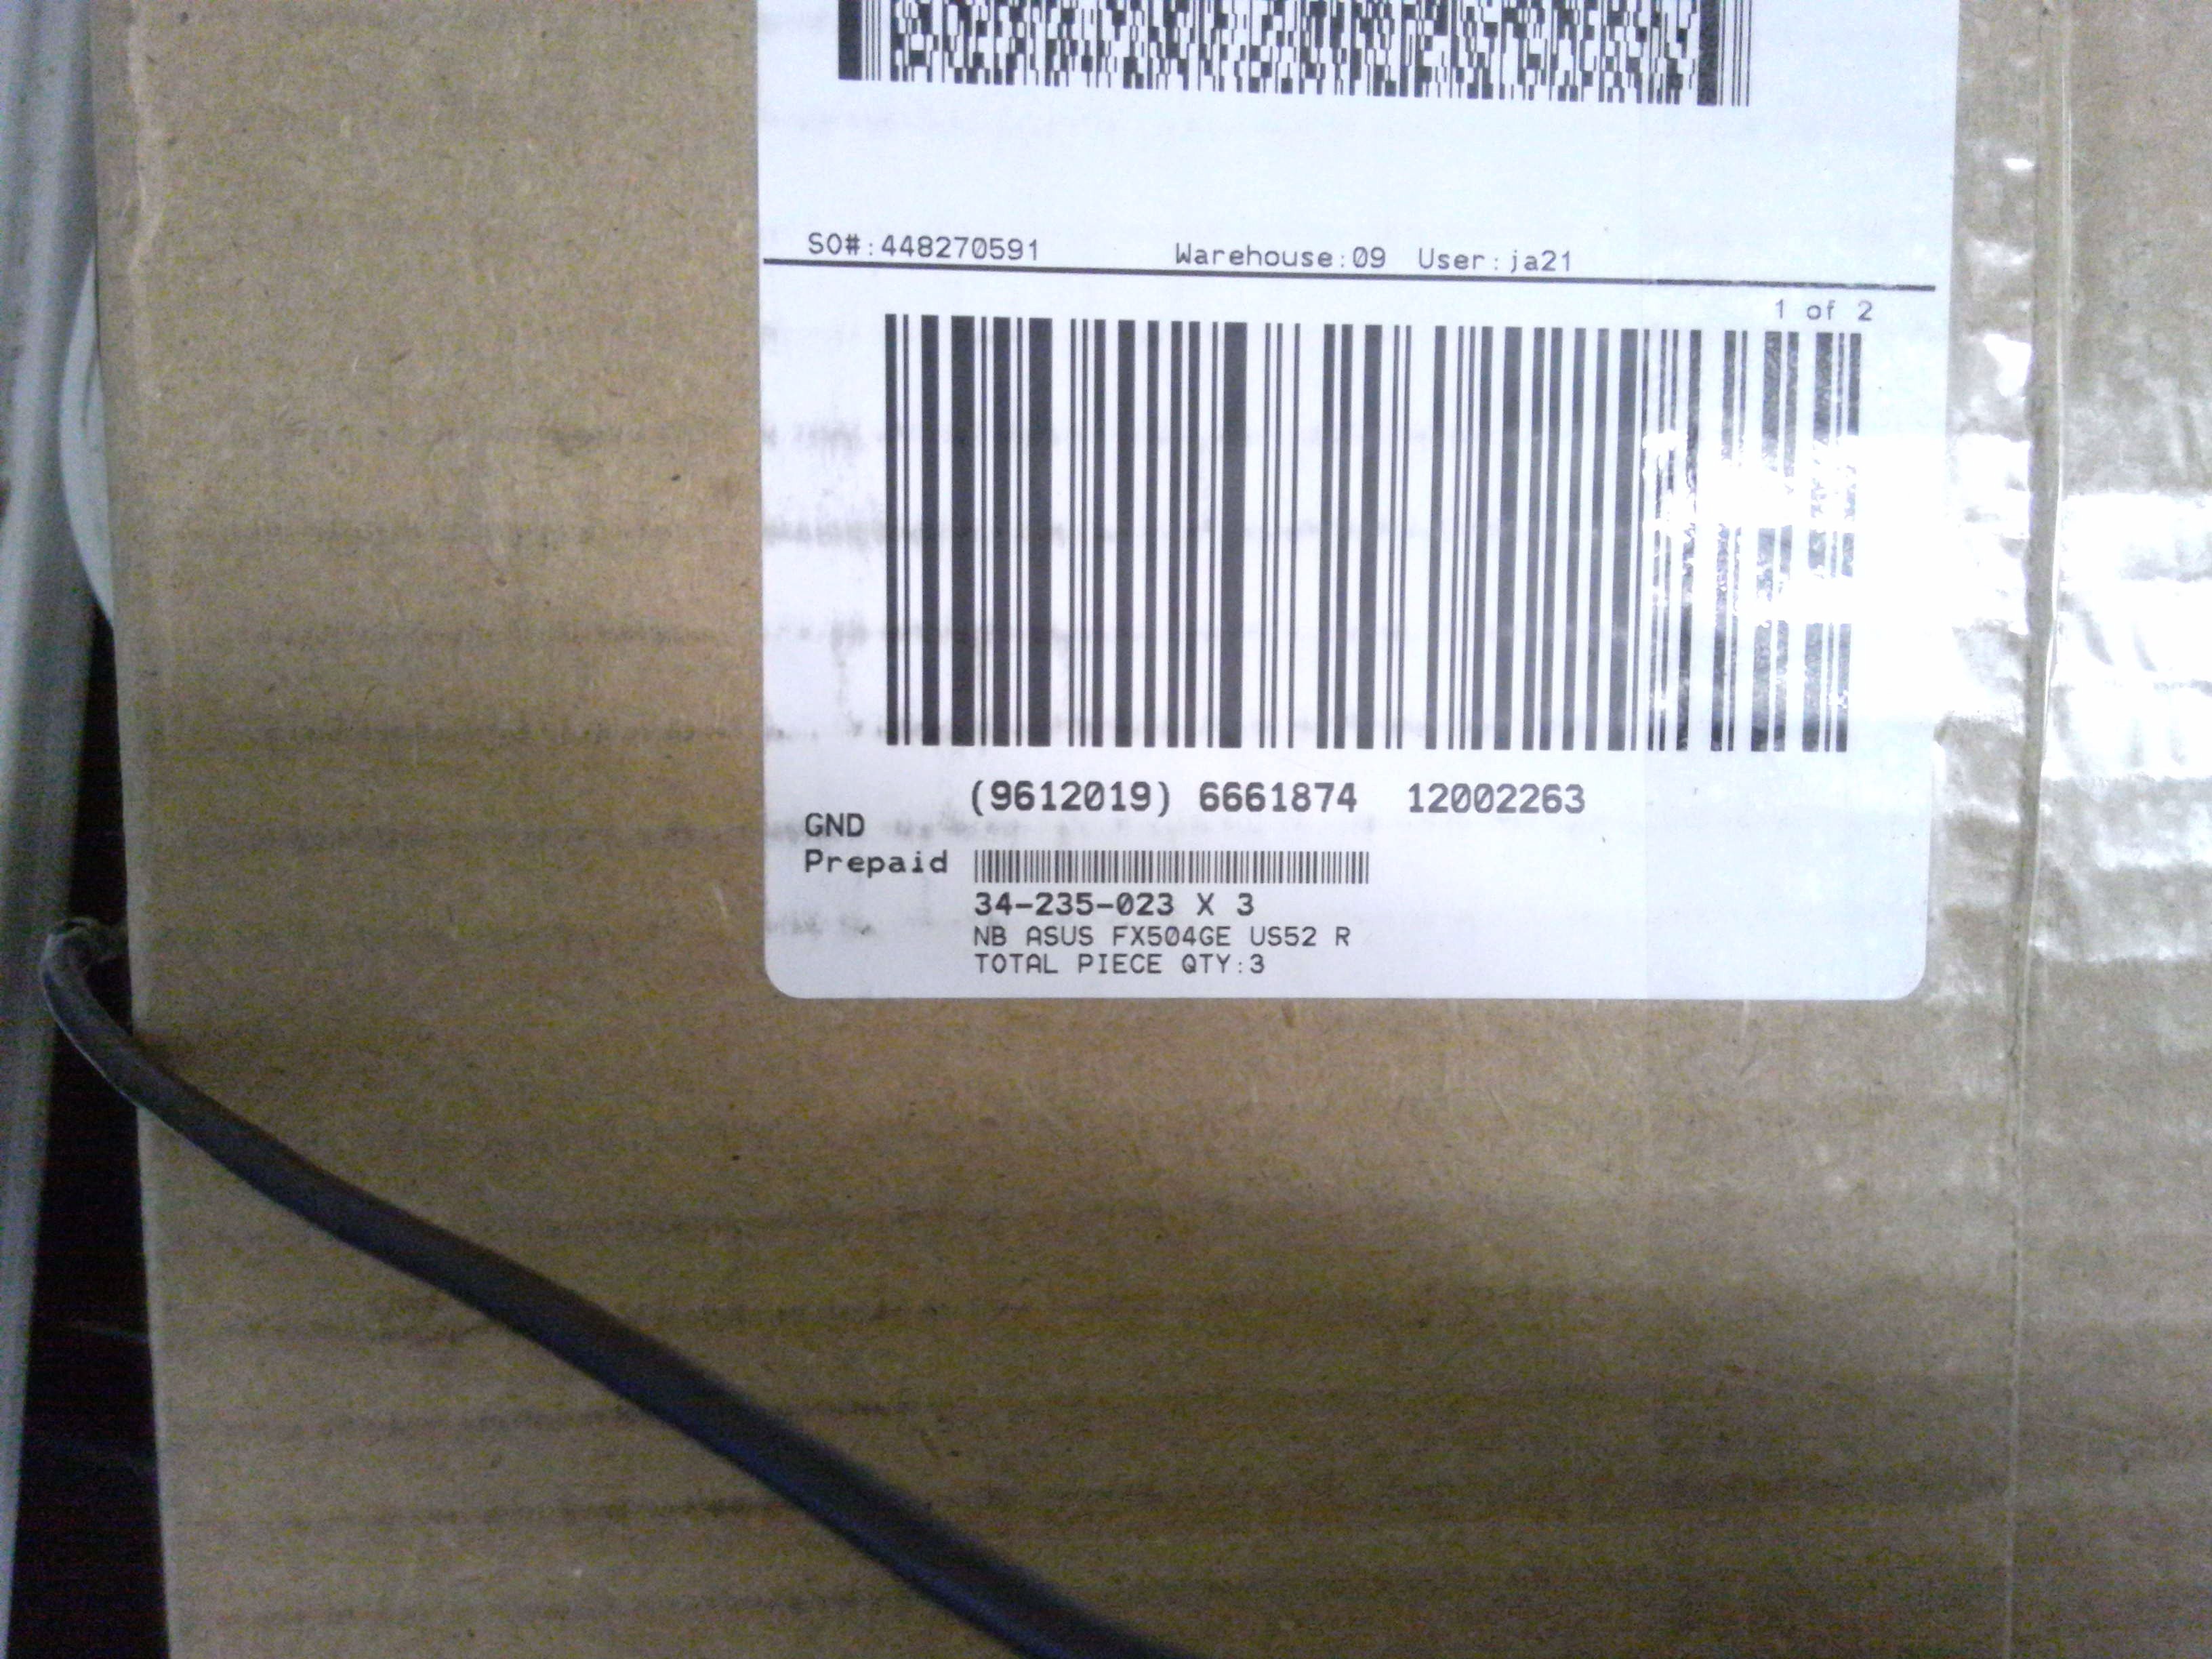 SO#:448270591 Warehouse:09 User:ja21
1 of 2
(9612019) 6661874 12002263
GND
Prepaid
34-235-023 X 3
NB ASUS FX504GE US52 R
TOTAL PIECE QTY:3